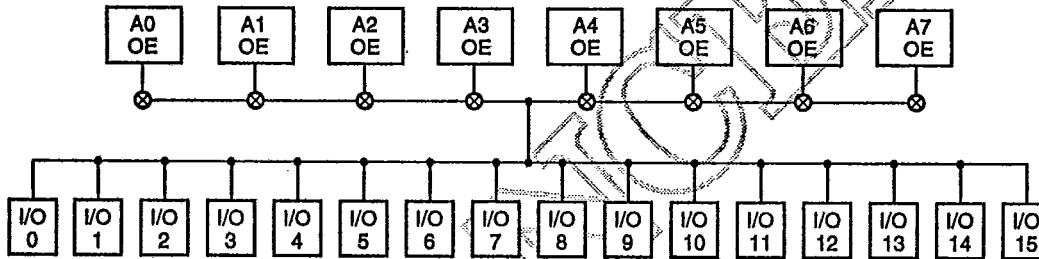 A0 A1 A2 A3 A4 A5 A6 A7
OE OE OE OE OE OE OE OE
I/O I/O I/O I/O I/O I/O I/O I/O I/O I/O I/O I/O I/O I/O I/O I/O
0 1 2 3 4 5 6 7 8 9 10 11 12 13 14 15